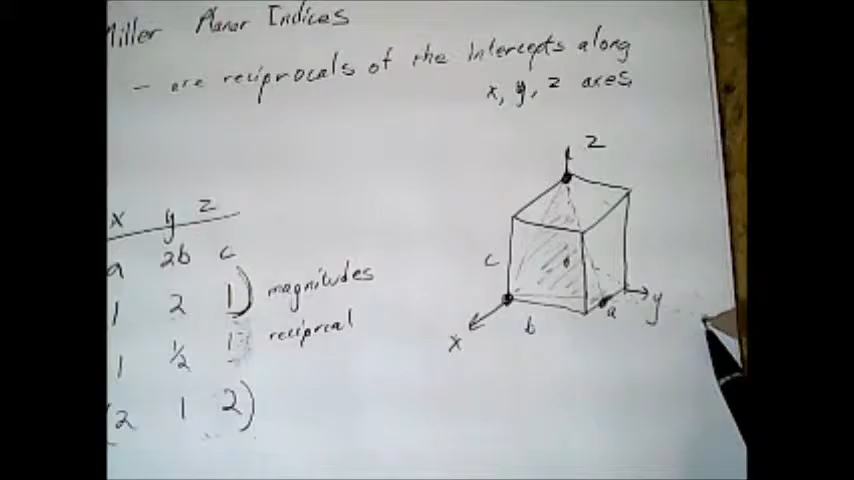 Miller Planar Indices
- are reciprocals of the intercepts along
x, y, z axes
z
x y z
a 2b c
c
1 2 1) magnitudes
a
y
b
x
1 ½ 1 reciprocal
(2 1 2)